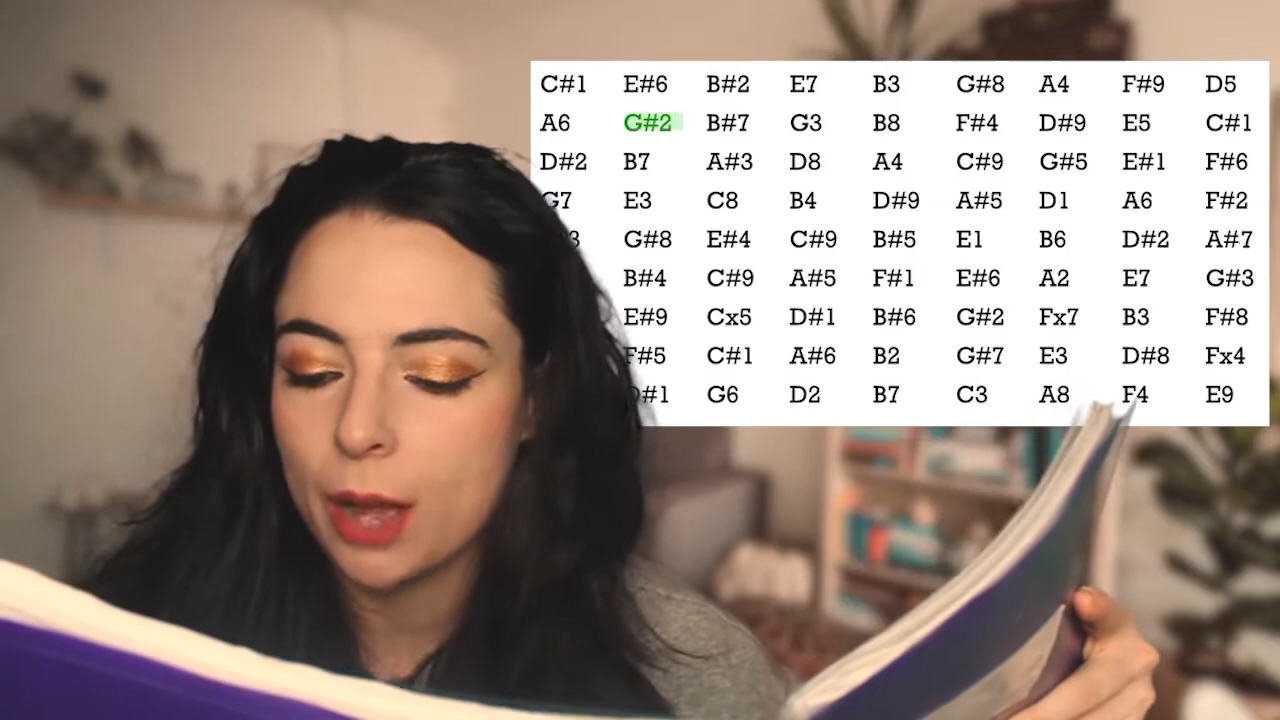 C#1 E#6 B#2 E7 B3 G#8 A4 F#9 D5
A6 G#2 B#7 G3 B8 F#4 D#9 E5 C#1
D#2 B7 A#3 D8 A4 C#9 G#5 E#1 F#6
G7 E3 C8 B4 D#9 A#5 D1 A6 F#2
G#8 E#4 C#9 B#5 E1 B6 D#2 A#7
B#4 C#9 A#5 F#1 E#6 A2 E7 G#3
E#9 Cx5 D#1 B#6 G#2 Fx7 B3 F#8
F#5 C#1 A#6 B2 G#7 E3 D#8 Fx4
G6 D2 B7 C3 A8 F4 E9